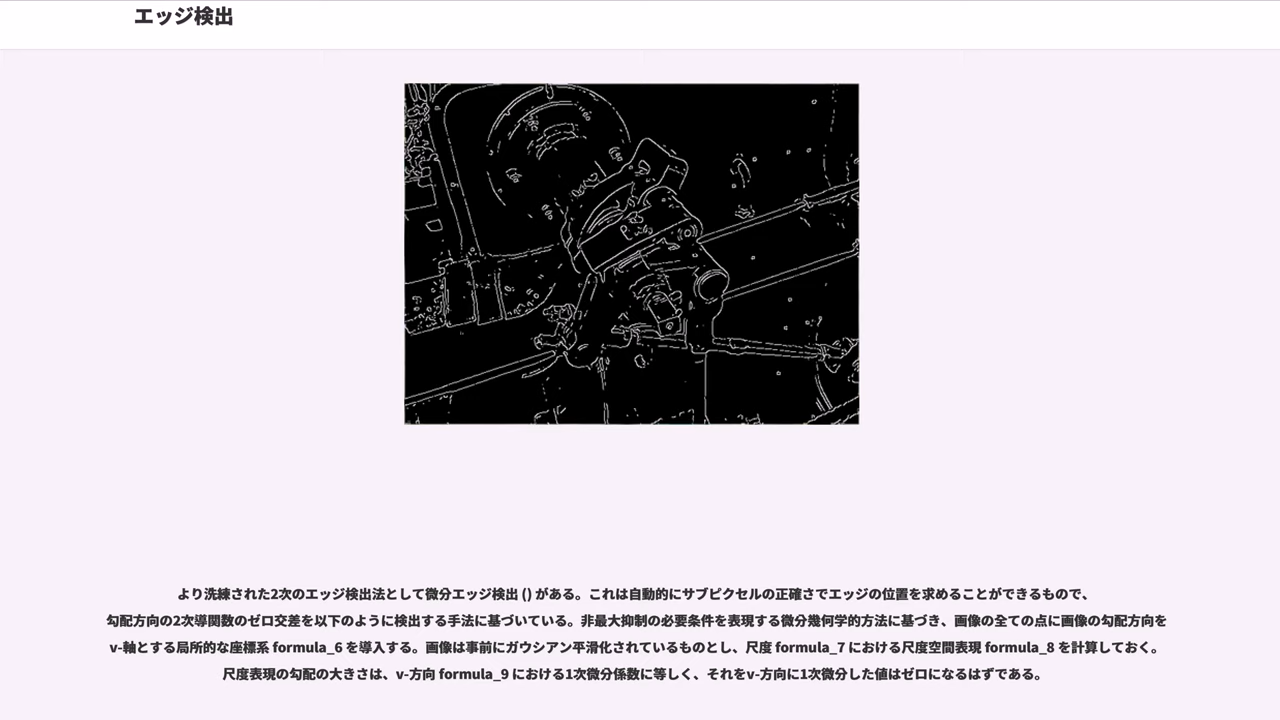 エッジ検出
より洗練された2次のエッジ検出法として微分エッジ検出 () がある。これは自動的にサブピクセルの正確さでエッジの位置を求めることができるもので、
勾配方向の2次導関数のゼロ交差を以下のように検出する手法に基づいている。非最大抑制の必要条件を表現する微分幾何学的方法に基づき、画像の全ての点に画像の勾配方向を
v-軸とする局所的な座標系 formula_6 を導入する。画像は事前にガウシアン平滑化されているものとし、尺度 formula_7 における尺度空間表現 formula_8 を計算しておく。
尺度表現の勾配の大きさは、v-方向 formula_9 における1次微分係数に等しく、それをv-方向に1次微分した値はゼロになるはずである。